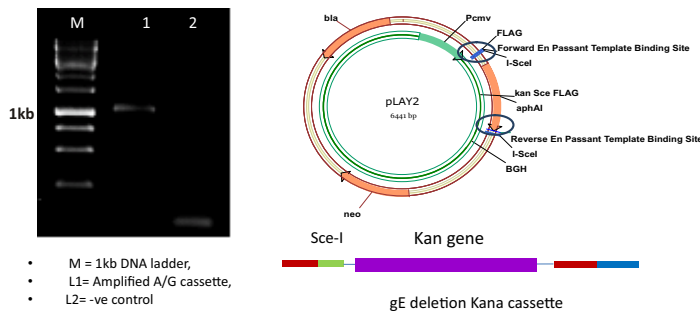 M 1 2
1kb
• M = 1kb DNA ladder,
• L1= Amplified A/G cassette,
• L2= -ve control
bla
Pcmv
FLAG
Forward En Passant Template Binding Site
I-SceI
pLAY2
6441 bp
kan Sce FLAG
aphAI
Reverse En Passant Template Binding Site
I-SceI
BGH
neo
Sce-I Kan gene
gE deletion Kana cassette